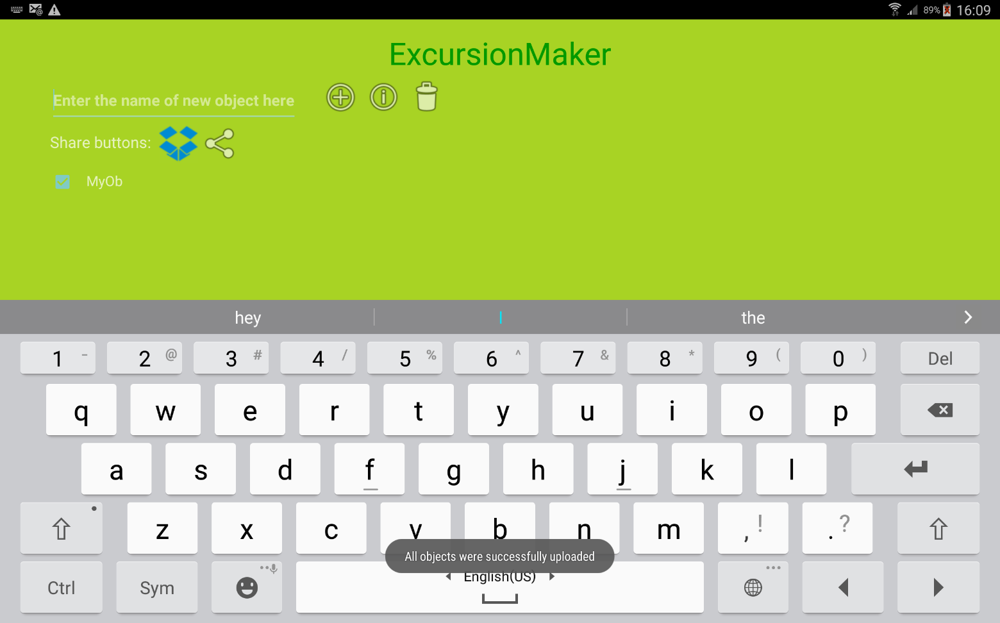 89% 16:09
ExcursionMaker
Enter the name of new object here
Share buttons:
MyOb
hey I the
1 - 2 @ 3 # 4 / 5 % 6 ^ 7 & 8 * 9 ( 0 ) Del
q w e r t y u i o p
a s d f g h j k l
z x c v b n m , ! . ?
All objects were successfully uploaded
Ctrl Sym English(US)